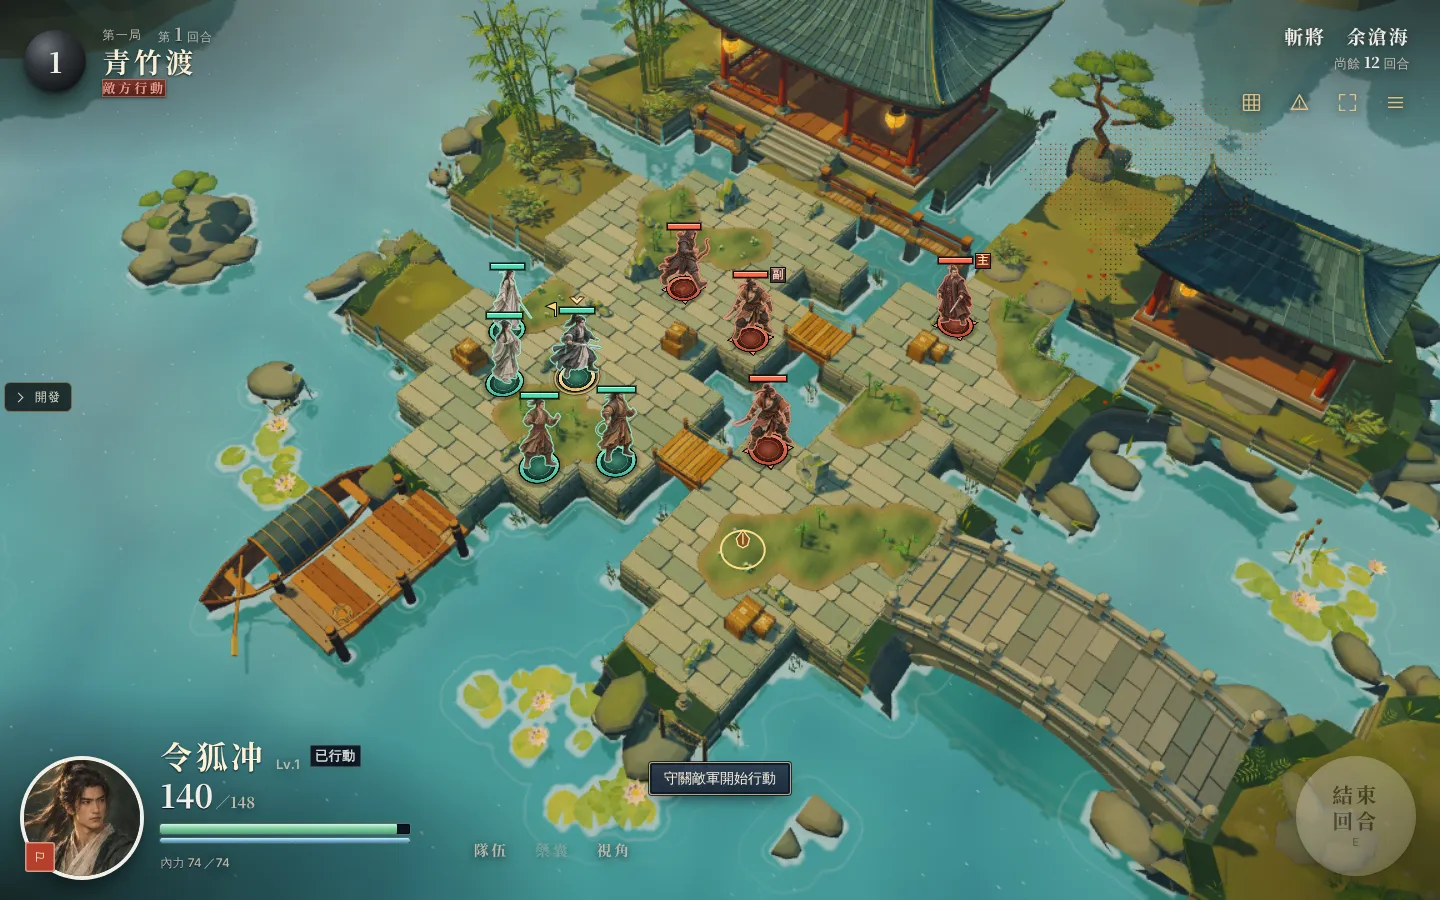 1
第一局 第1回合
青竹渡
敵方行動
斬將 余滄海
尚餘 12 回合
副
主
開發
令狐冲 Lv.1 已行動
140／148
內力 74／74
守關敵軍開始行動
隊伍 藥囊 視角
結束
回合
E